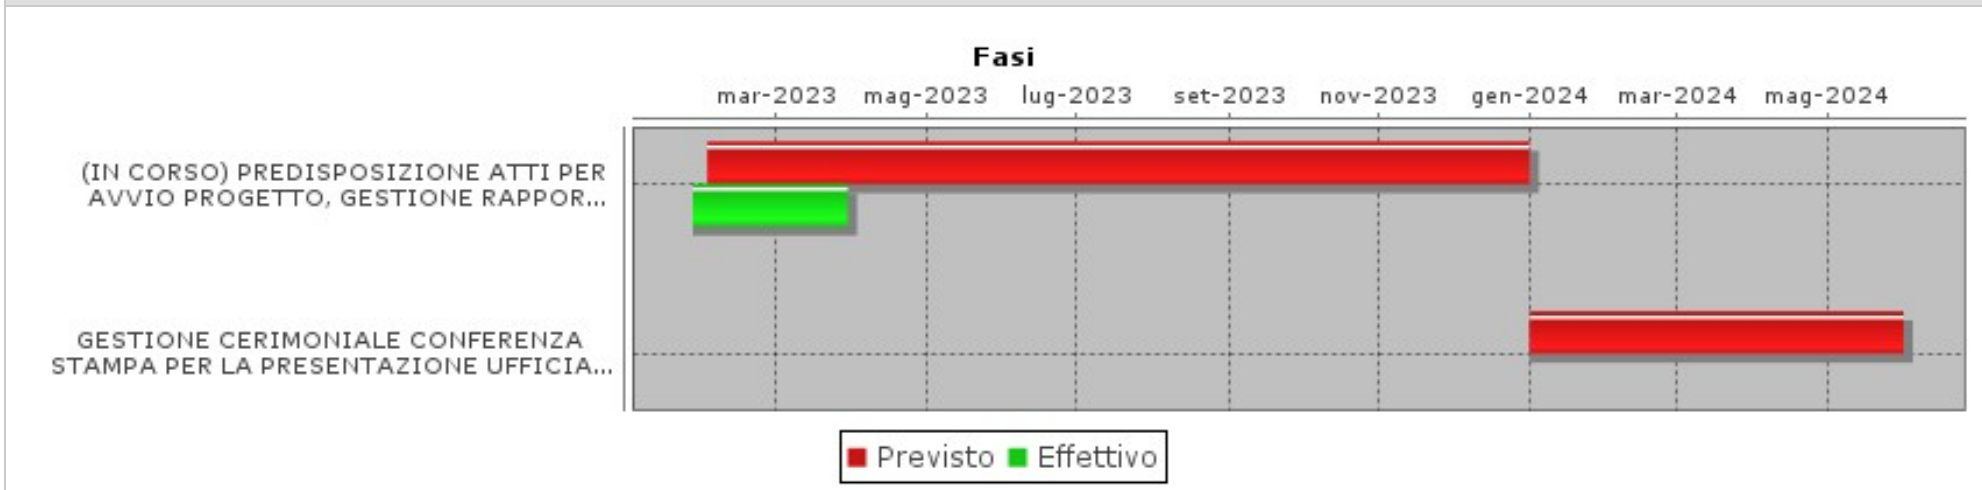 Fasi
mar-2023 mag-2023 lug-2023 set-2023 nov-2023 gen-2024 mar-2024 mag-2024
(IN CORSO) PREDISPOSIZIONE ATTI PER
AVVIO PROGETTO, GESTIONE RAPPOR...
GESTIONE CERIMONIALE CONFERENZA
STAMPA PER LA PRESENTAZIONE UFFICIA...
Previsto Effettivo